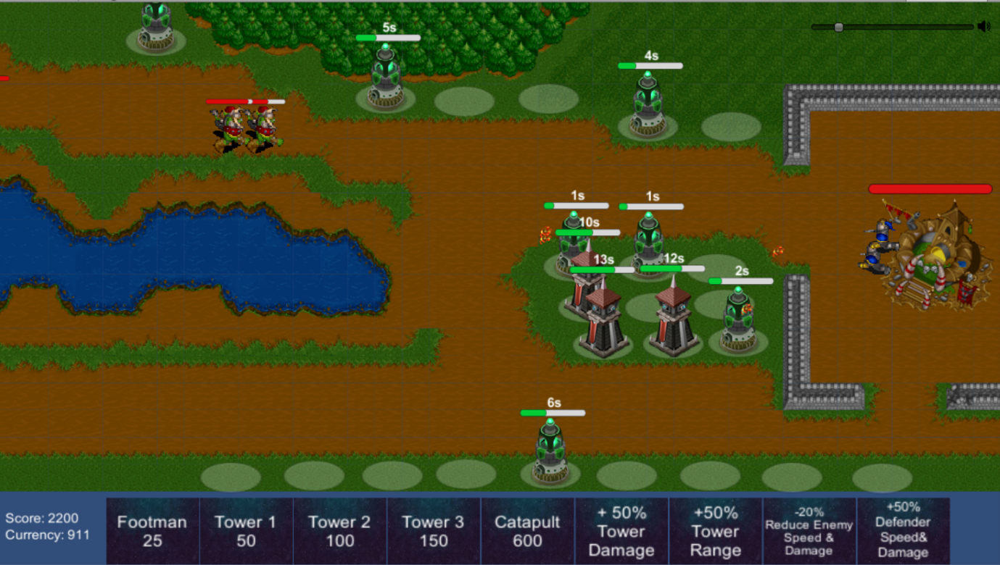 5s
4s
1s
1s
10s
13s
12s
2s
6s
Score: 2200
Currency: 911
Footman
25
Tower 1
50
Tower 2
100
Tower 3
150
Catapult
600
+ 50%
Tower
Damage
+50%
Tower
Range
-20%
Reduce Enemy
Speed &
Damage
+50%
Defender
Speed&
Damage